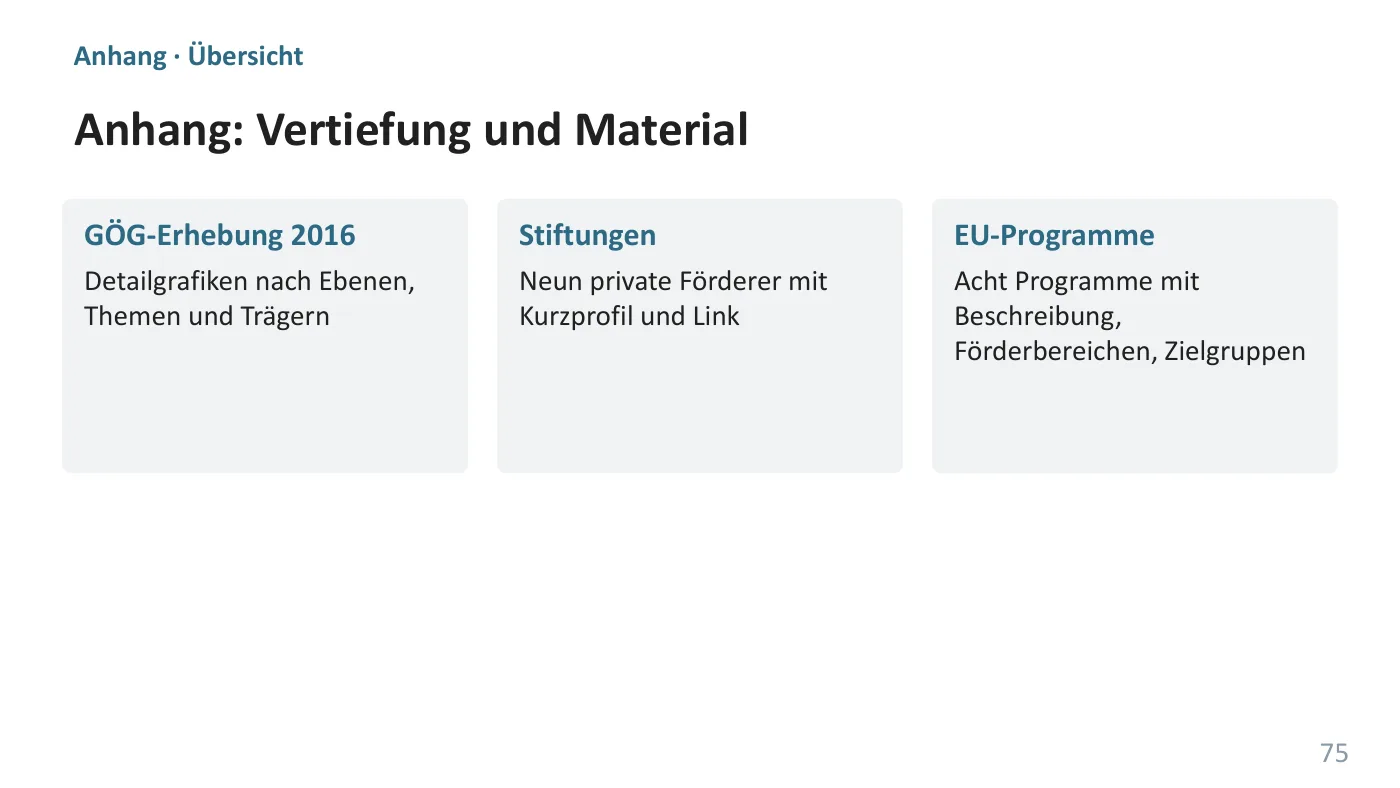 Anhang · Übersicht
Anhang: Vertiefung und Material
GÖG-Erhebung 2016
Detailgrafiken nach Ebenen,
Themen und Trägern
Stiftungen
Neun private Förderer mit
Kurzprofil und Link
EU-Programme
Acht Programme mit
Beschreibung,
Förderbereichen, Zielgruppen
75